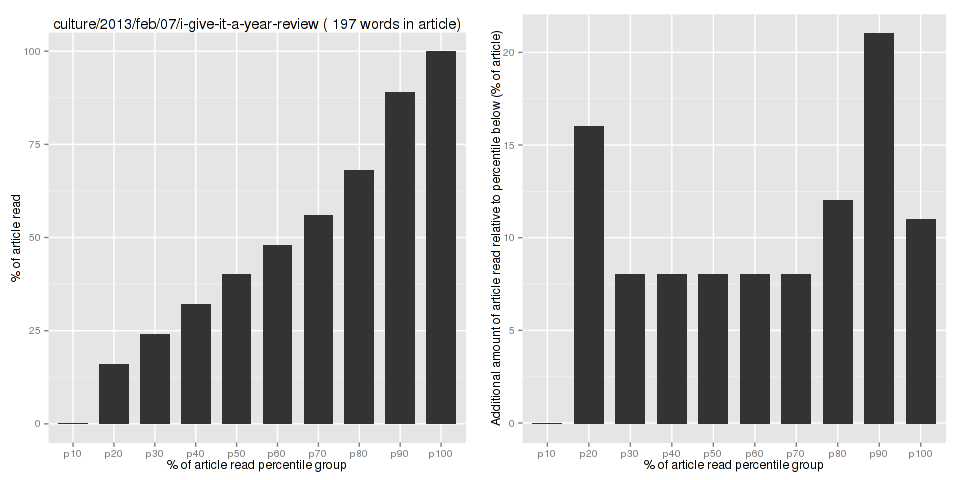 culture/2013/feb/07/i-give-it-a-year-review ( 197 words in article)
% of article read
100
75
50
25
0
p10 p20 p30 p40 p50 p60 p70 p80 p90 p100
% of article read percentile group
Additional amount of article read relative to percentile below (% of article)
20
15
10
5
0
p10 p20 p30 p40 p50 p60 p70 p80 p90 p100
% of article read percentile group